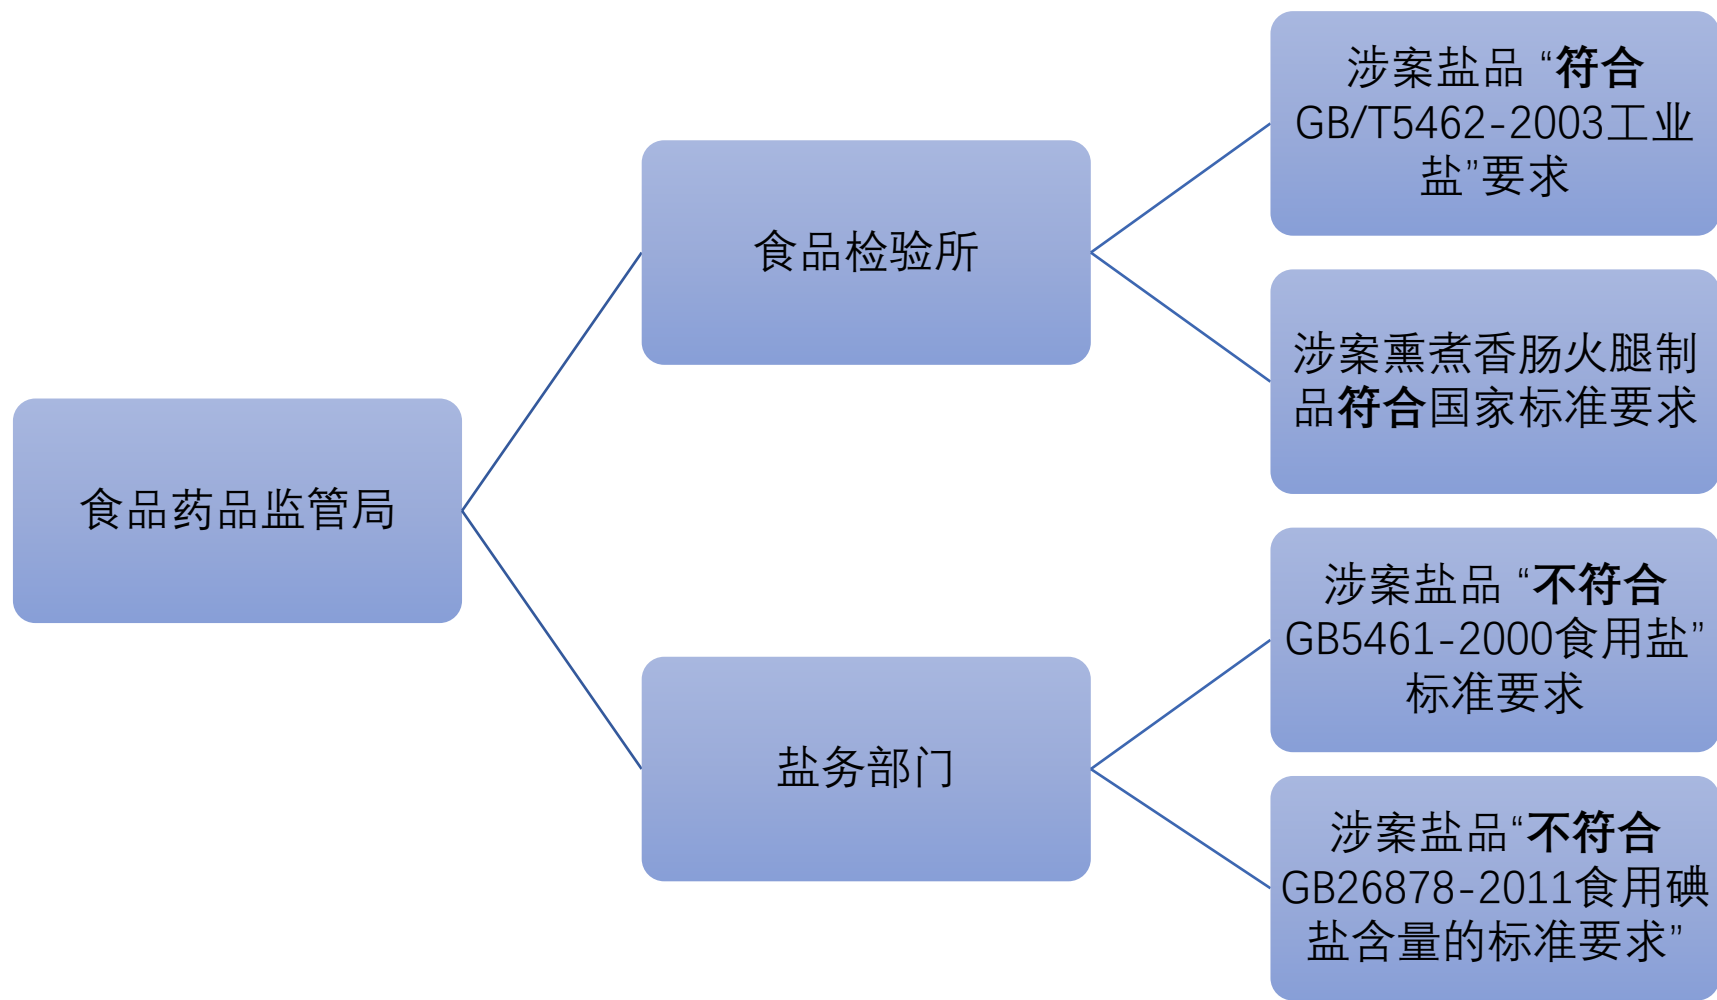 食品药品监管局
食品检验所
涉案盐品 “符合
GB/T5462-2003工业
盐”要求
涉案熏煮香肠火腿制
品符合国家标准要求
盐务部门
涉案盐品 “不符合
GB5461-2000食用盐”
标准要求
涉案盐品“不符合
GB26878-2011食用碘
盐含量的标准要求”